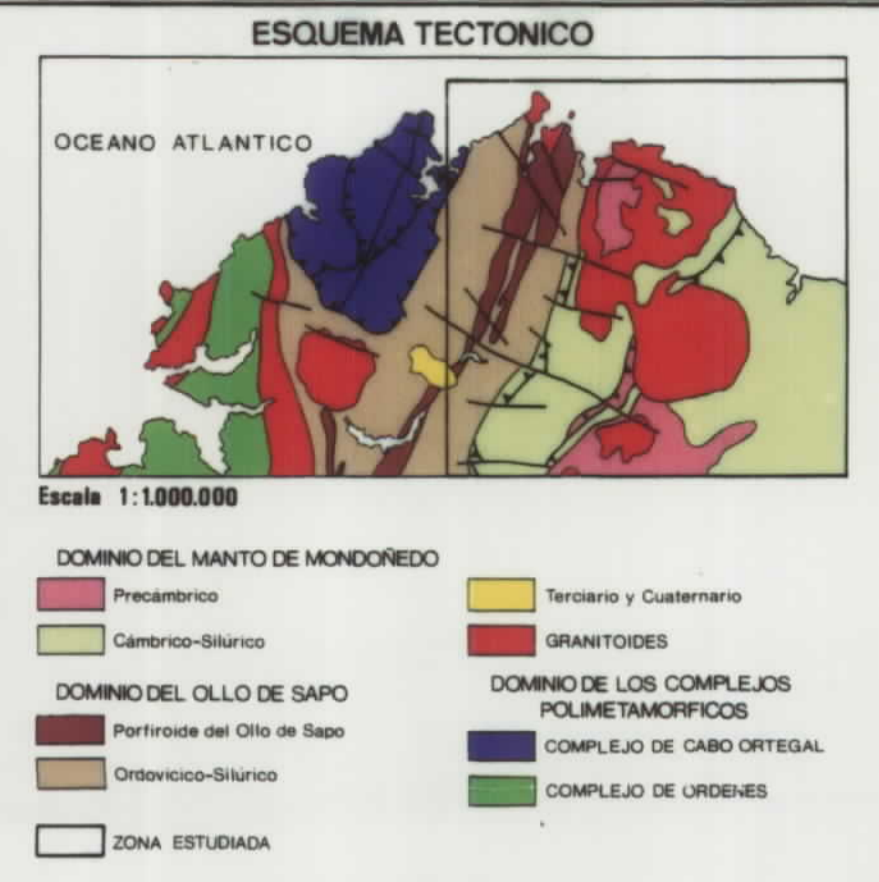 ESQUEMA TECTONICO
OCEANO ATLANTICO
Escala 1:1.000.000
DOMINIO DEL MANTO DE MONDOÑEDO
Precámbrico
Cámbrico-Silúrico
DOMINIO DEL OLLO DE SAPO
Porfiroide del Ollo de Sapo
Ordovicico-Silúrico
ZONA ESTUDIADA
Terciario y Cuaternario
GRANITOIDES
DOMINIO DE LOS COMPLEJOS
POLIMETAMORFICOS
COMPLEJO DE CABO ORTEGAL
COMPLEJO DE ORDENES